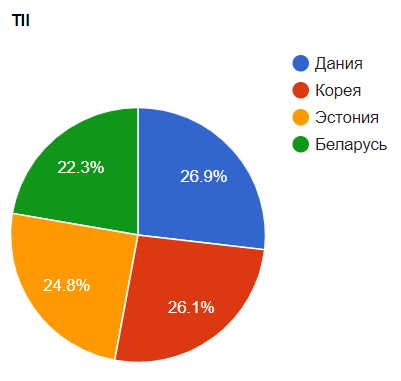 TII
Дания
Корея
Эстония
Беларусь
22.3%
26.9%
24.8%
26.1%